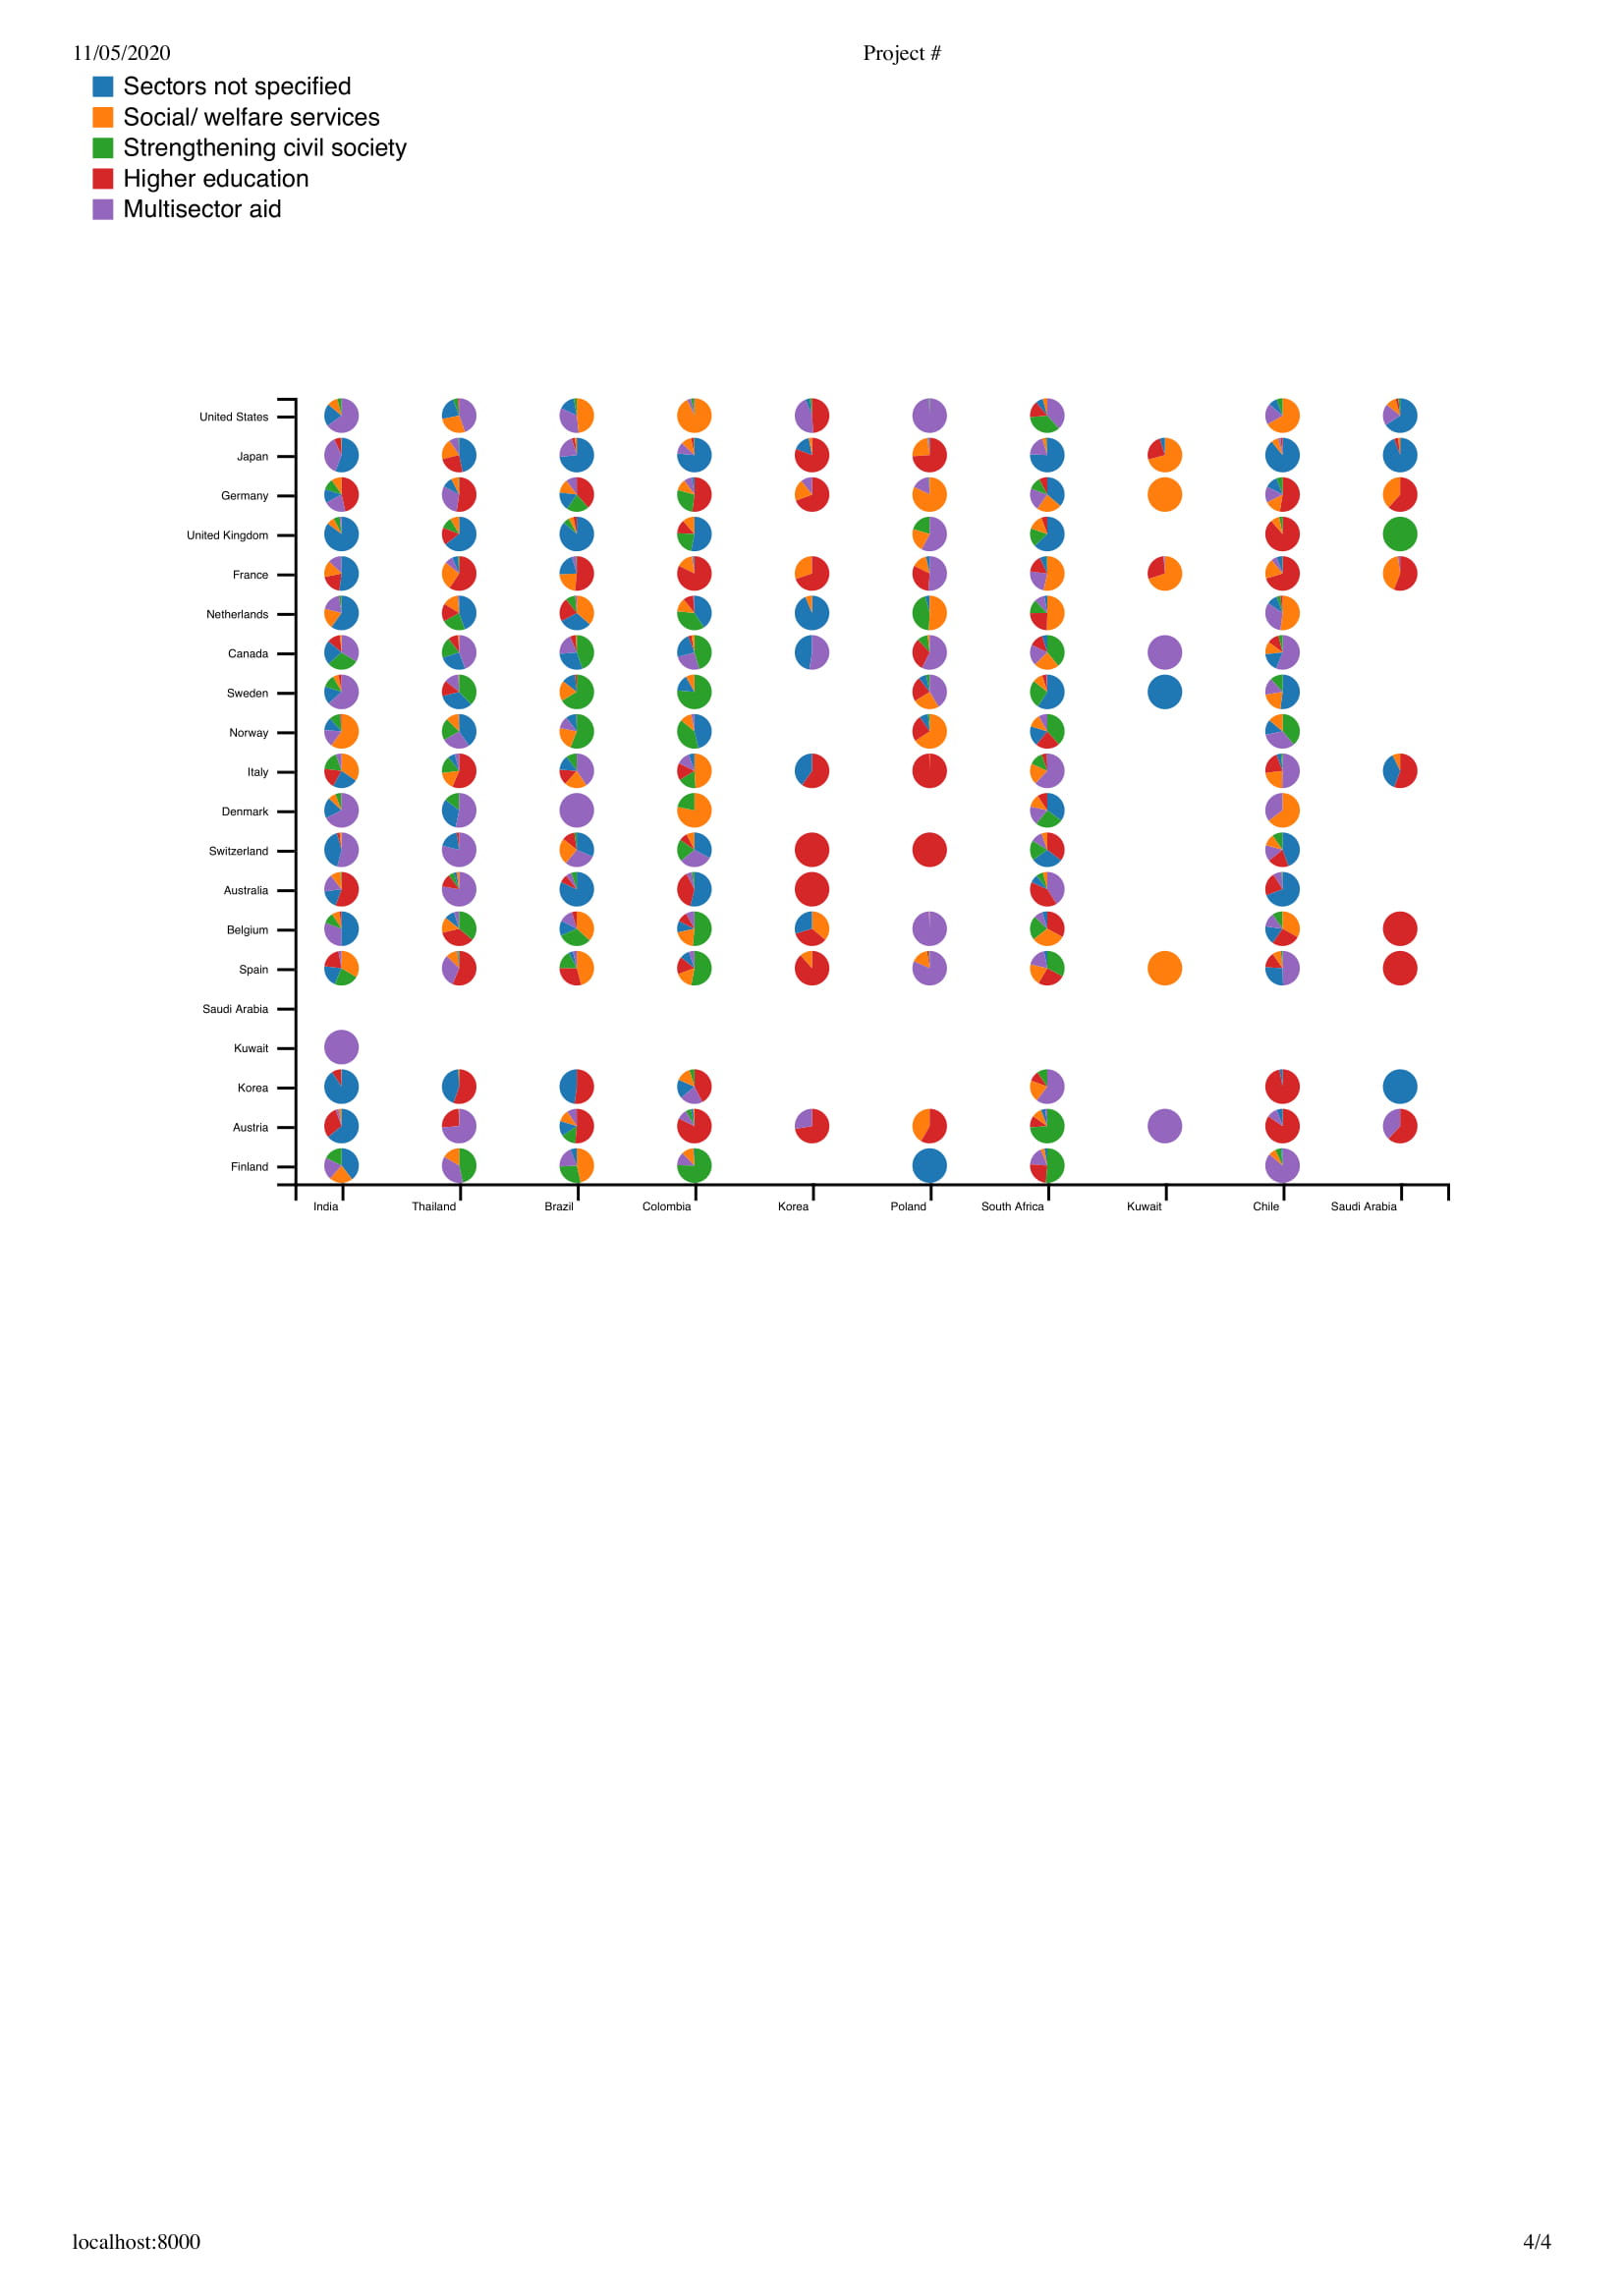 11/05/2020 Project #
Sectors not specified
Social/ welfare services
Strengthening civil society
Higher education
Multisector aid
United States
Japan
Germany
United Kingdom
France
Netherlands
Canada
Sweden
Norway
Italy
Denmark
Switzerland
Australia
Belgium
Spain
Saudi Arabia
Kuwait
Korea
Austria
Finland
India Thailand Brazil Colombia Korea Poland South Africa Kuwait Chile Saudi Arabia
localhost:8000 4/4